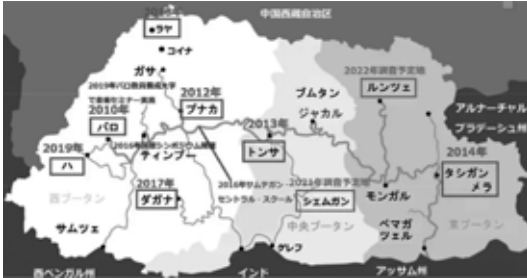 中国西蔵自治区
ラヤ
コイナ
ガサ
2019年パロ教育養成大学
で音楽セミナー実施
2012年
プナカ
2010年
パロ
2019年
ハ
ティンプー
2017年
ダガナ
西ブータン
サムツェ
西ベンガル州
ブムタン
ジャカル
2013年
トンサ
2016年サムテガン
セントラル・スクール
2021年調査予定地
シェムガン
中央ブータン
ゲレフ
インド
2022年調査予定地
ルンツェ
モンガル
ペマガ
ツェル
東ブータン
アッサム州
アルナーチャル
プラデーシュ州
2014年
タシガン
メラ